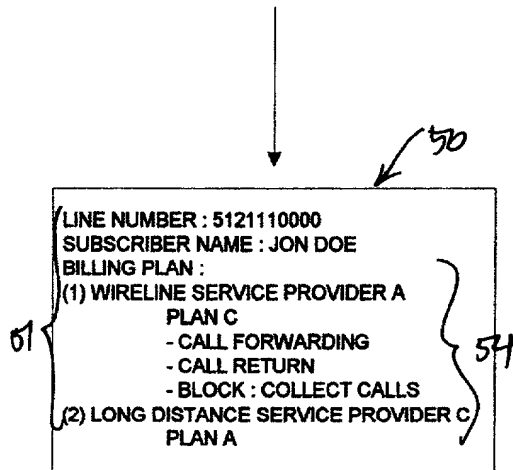 50
LINE NUMBER : 5121110000
SUBSCRIBER NAME : JON DOE
BILLING PLAN :
(1) WIRELINE SERVICE PROVIDER A
PLAN C
- CALL FORWARDING
- CALL RETURN
- BLOCK : COLLECT CALLS
(2) LONG DISTANCE SERVICE PROVIDER C
PLAN A
54